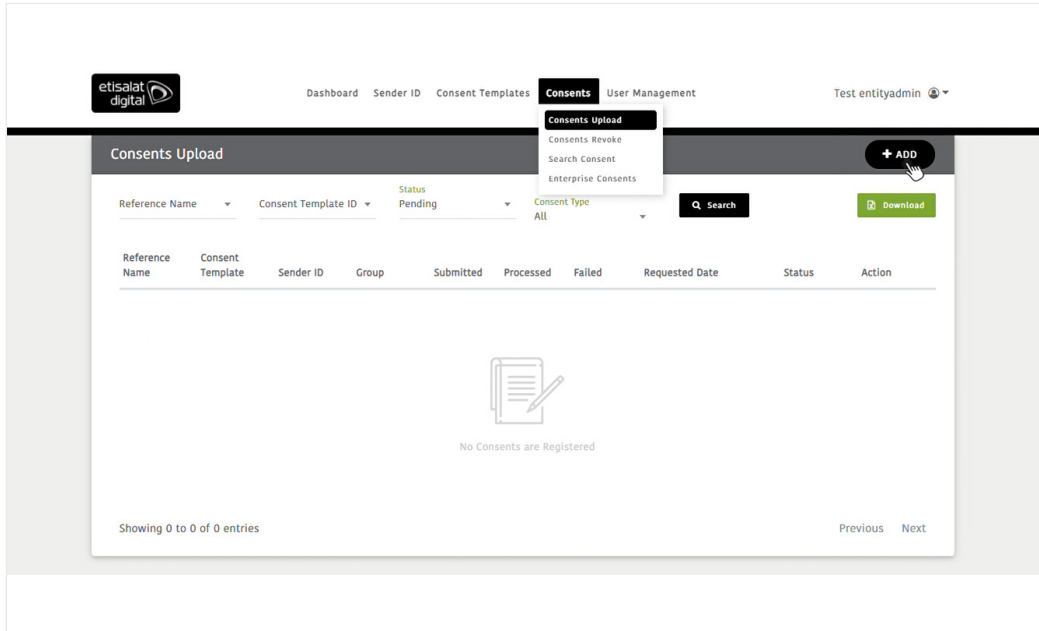 etisalat
digital
Dashboard Sender ID Consent Templates Consents User Management Test entityadmin
Consents Upload
Consents Revoke
Search Consent
Enterprise Consents
Consents Upload
+ ADD
Reference Name Consent Template ID Status Pending Consent Type All Search Download
Reference Name Consent Template Sender ID Group Submitted Processed Failed Requested Date Status Action
No Consents are Registered
Showing 0 to 0 of 0 entries Previous Next